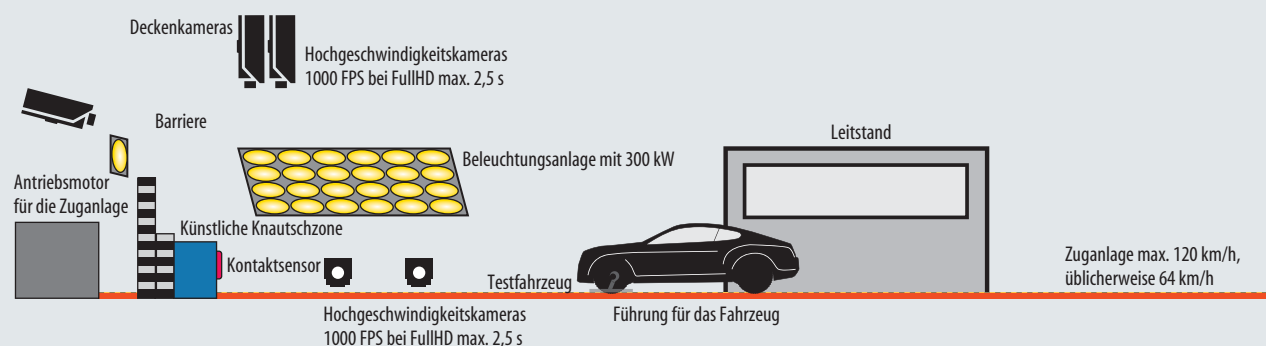 Deckenkameras
Hochgeschwindigkeitskameras
1000 FPS bei FullHD max. 2,5 s
Barriere
Leitstand
Beleuchtungsanlage mit 300 kW
Antriebsmotor
für die Zuganlage
Künstliche Knautschzone
Kontaktsensor
Testfahrzeug
Zuganlage max. 120 km/h,
üblicherweise 64 km/h
Hochgeschwindigkeitskameras
1000 FPS bei FullHD max. 2,5 s
Führung für das Fahrzeug